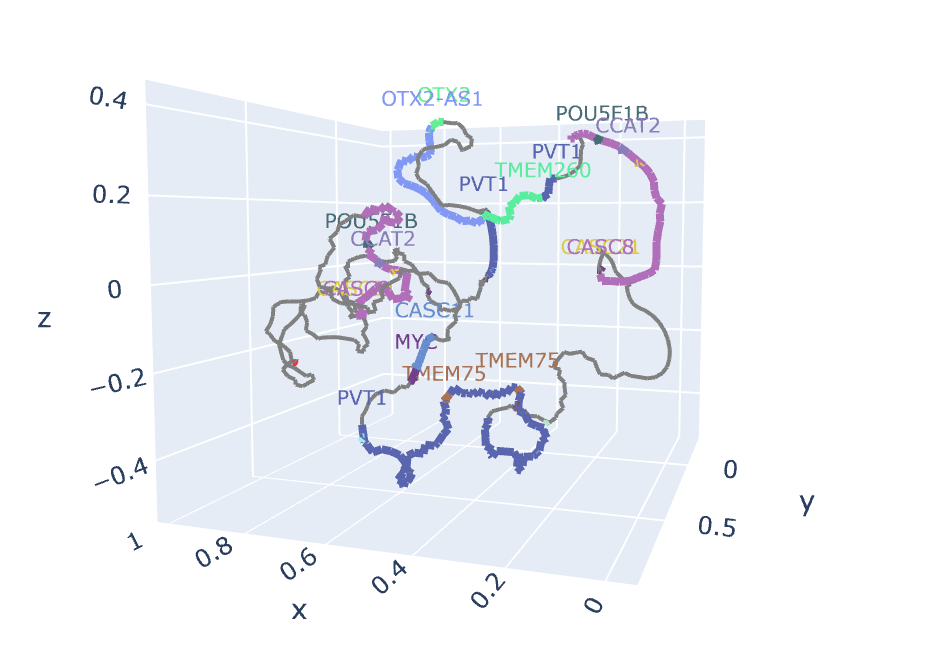 OTX2
OTX2-AS1
0.4
POU5F1B
CCAT2
PVT1
TMEM260
PVT1
0.2
POU5F1B
CCAT2
CASC21
CASC8
0
CASC8
CASC11
z
MYC
TMEM75
TMEM75
−0.2
PVT1
−0.4
0
0.5
y
1
0.8
0.6
0.4
0.2
0
x